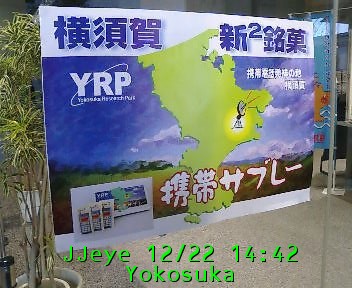 横須賀 新²銘菓
YRP
Yokosuka Research Park
携帯電話発祥の地
横須賀
YRP
携帯サブレー
JJeye 12/22 14:42
Yokosuka